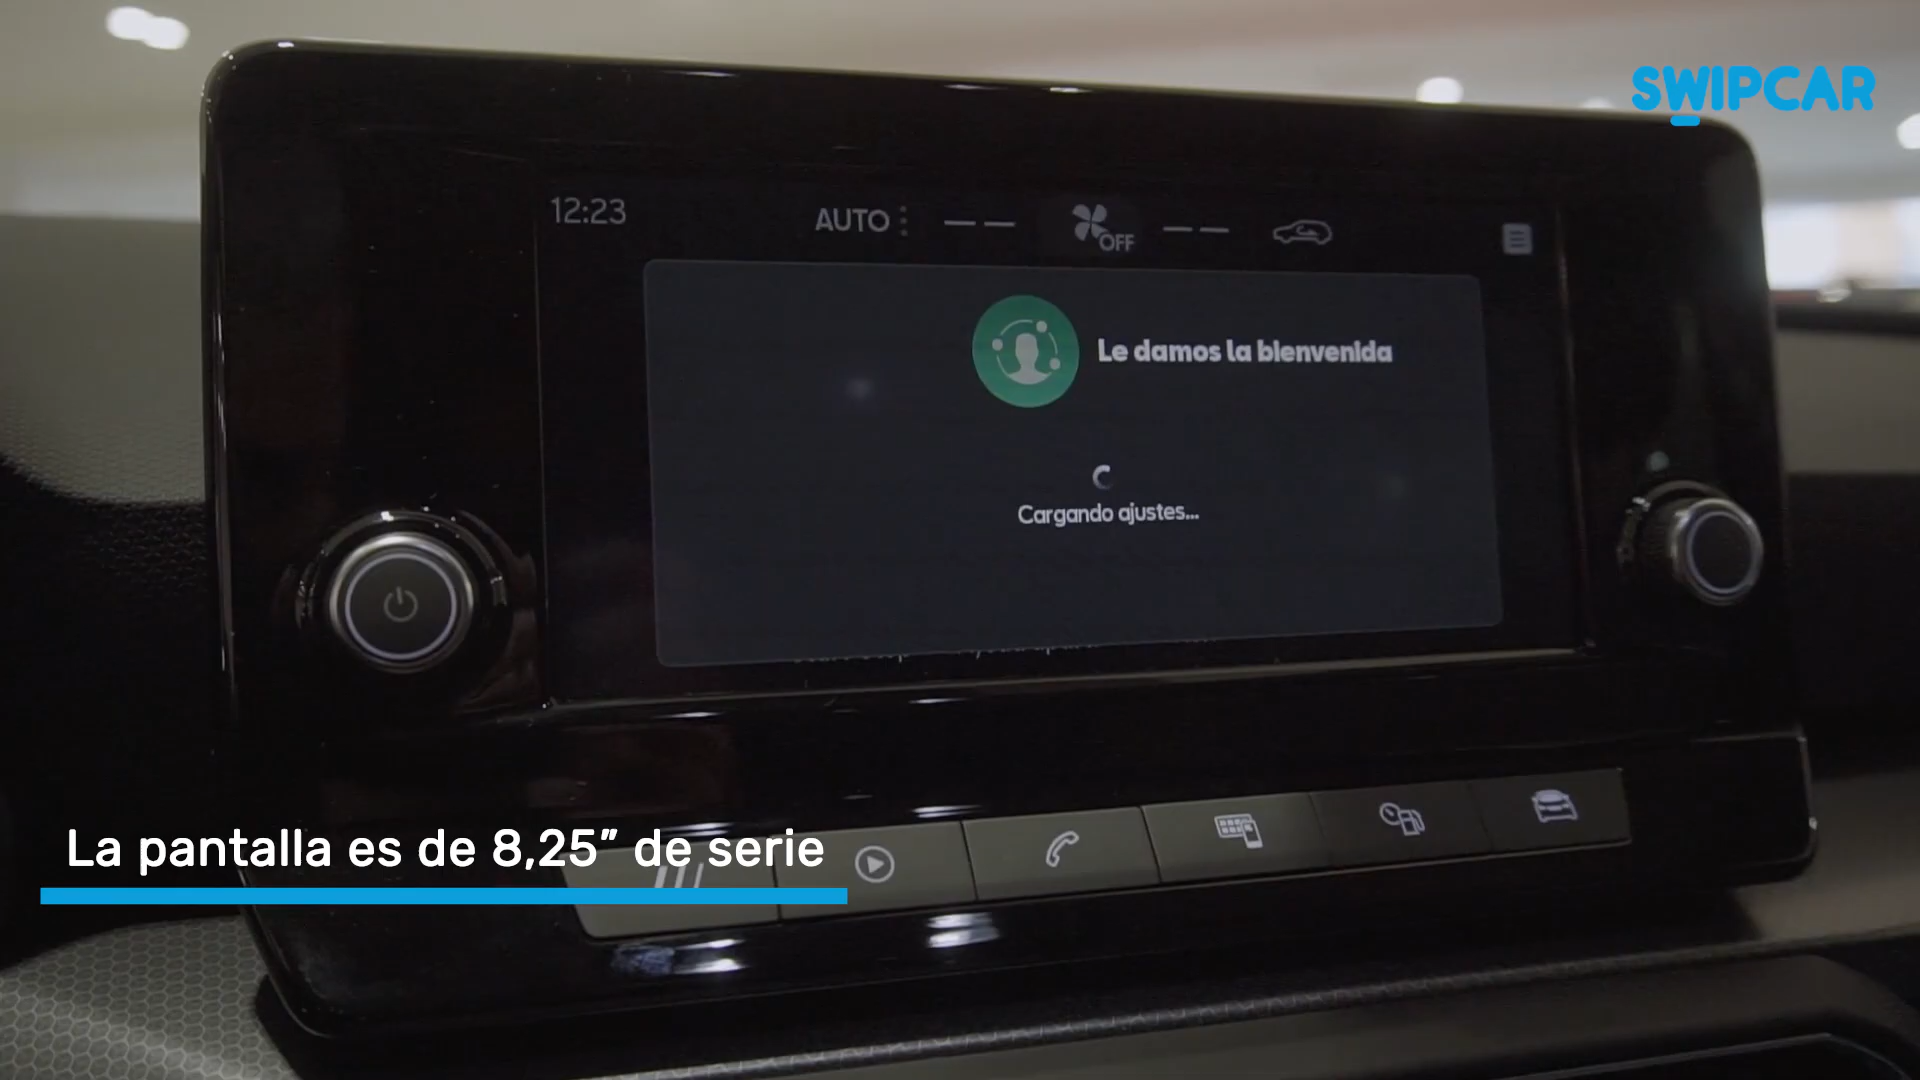 SWIPCAR
12:23
AUTO
OFF
Le damos la bienvenida
Cargando ajustes...
La pantalla es de 8,25” de serie